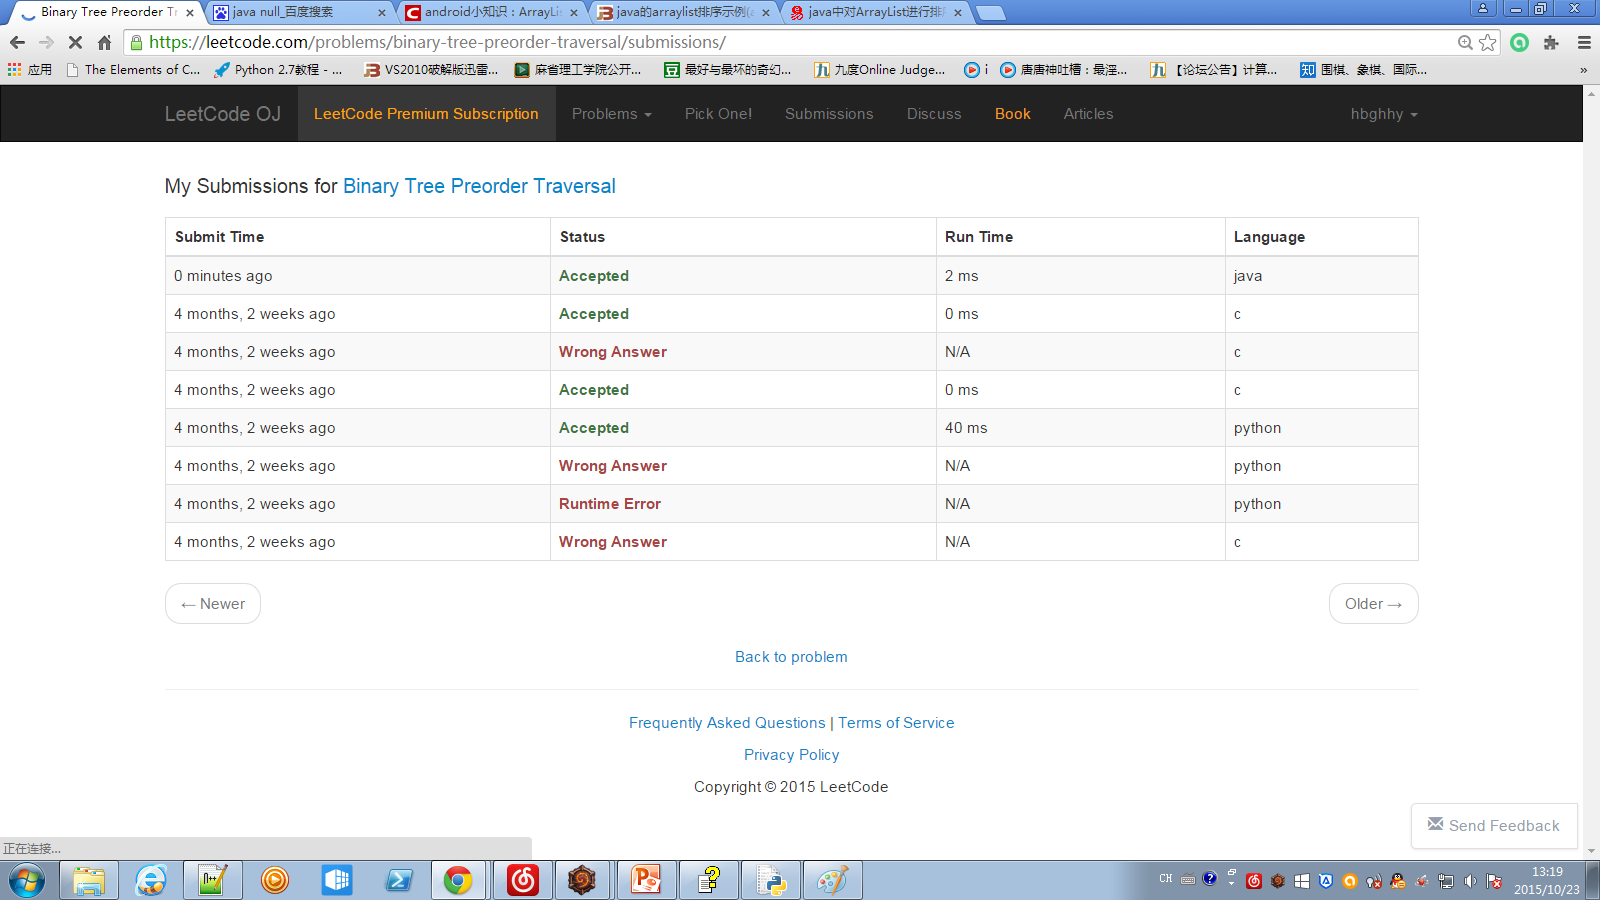 Binary Tree Preorder Tr
java null_百度搜索
android小知识：ArrayLis
java的arraylist排序示例(a
java中对ArrayList进行排序
https://leetcode.com/problems/binary-tree-preorder-traversal/submissions/
应用 The Elements of C... Python 2.7教程 - ... VS2010破解版迅雷... 麻省理工学院公开... 最好与最坏的奇幻... 九度Online Judge... i 唐唐神吐槽：最淫... 【论坛公告】计算... 围棋、象棋、国际... »
LeetCode OJ LeetCode Premium Subscription Problems Pick One! Submissions Discuss Book Articles hbghhy
My Submissions for Binary Tree Preorder Traversal
Submit Time Status Run Time Language
0 minutes ago Accepted 2 ms java
4 months, 2 weeks ago Accepted 0 ms c
4 months, 2 weeks ago Wrong Answer N/A c
4 months, 2 weeks ago Accepted 0 ms c
4 months, 2 weeks ago Accepted 40 ms python
4 months, 2 weeks ago Wrong Answer N/A python
4 months, 2 weeks ago Runtime Error N/A python
4 months, 2 weeks ago Wrong Answer N/A c
← Newer Older →
Back to problem
Frequently Asked Questions | Terms of Service
Privacy Policy
Copyright © 2015 LeetCode
Send Feedback
正在连接...
CH 13:19
2015/10/23